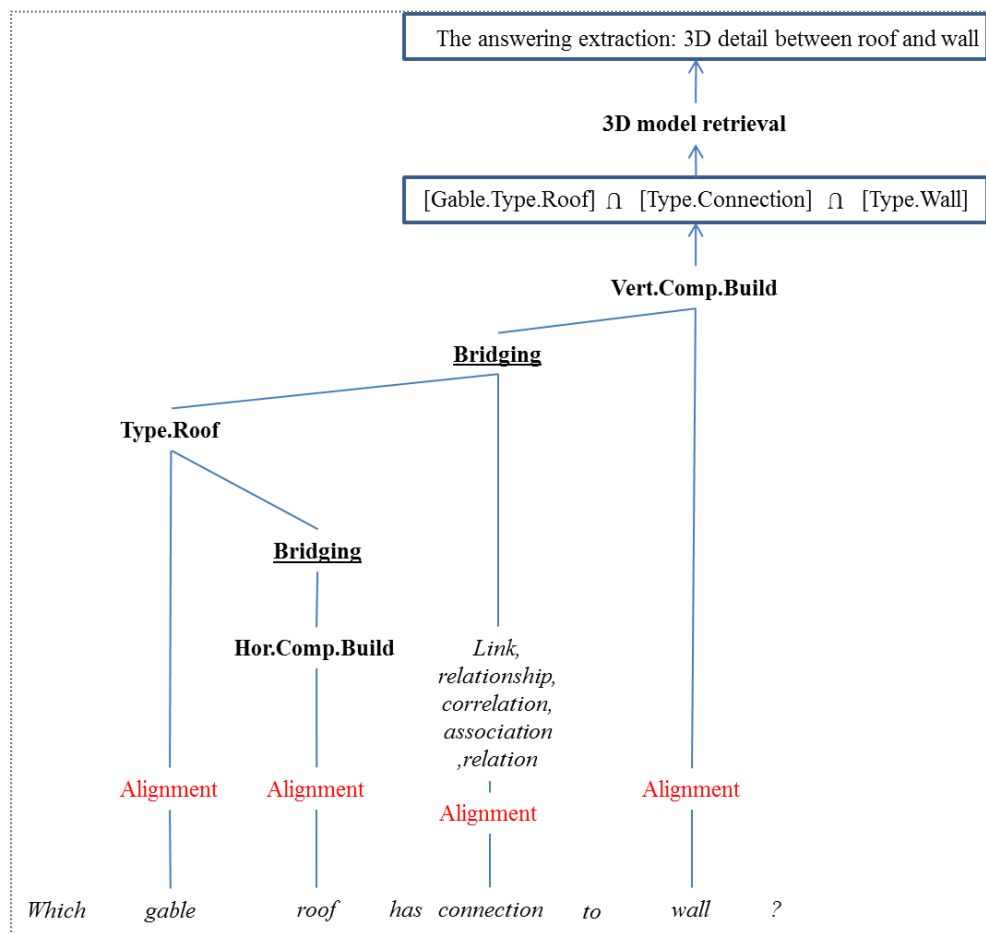 The answering extraction: 3D detail between roof and wall
3D model retrieval
[Gable.Type.Roof] ∩ [Type.Connection] ∩ [Type.Wall]
Vert.Comp.Build
Bridging
Type.Roof
Bridging
Hor.Comp.Build
Link,
relationship,
correlation,
association
,relation
Alignment Alignment Alignment Alignment
Which gable roof has connection to wall ?